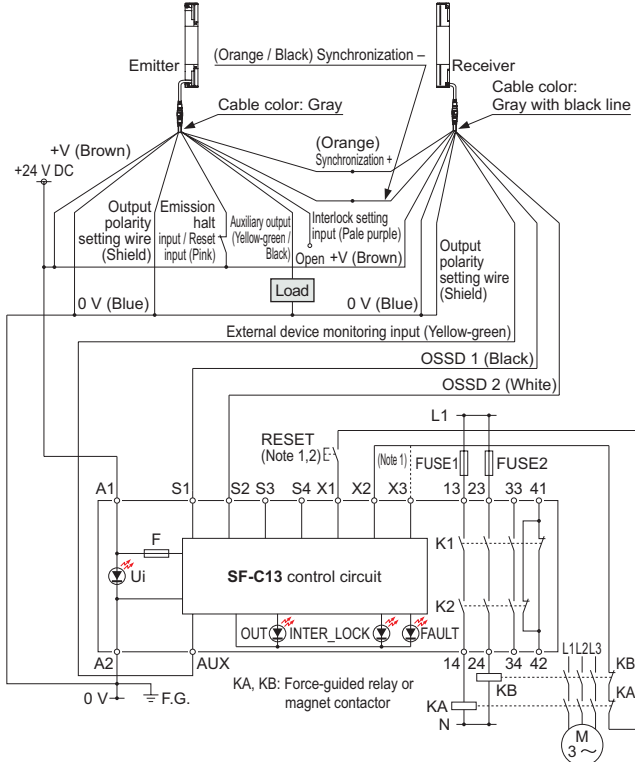 (Orange / Black) Synchronization –
Emitter
Receiver
Cable color: Gray
Cable color:
Gray with black line
+V (Brown)
+24 V DC
(Orange)
Synchronization +
Output
polarity
setting wire
(Shield)
Emission
halt
input / Reset
input (Pink)
Auxiliary output
(Yellow-green /
Black)
Interlock setting
input (Pale purple)
Open
+V (Brown)
Output
polarity
setting wire
(Shield)
Load
0 V (Blue)
0 V (Blue)
External device monitoring input (Yellow-green)
OSSD 1 (Black)
OSSD 2 (White)
L1
RESET
(Note 1,2)
(Note 1)
FUSE1
FUSE2
A1
S1
S2
S3
S4
X1
X2
X3
13
23
33
41
F
K1
Ui
SF-C13 control circuit
K2
OUT
INTER_LOCK
FAULT
A2
AUX
14
24
34
42
L1
L2
L3
KB
KA, KB: Force-guided relay or
magnet contactor
KB
KA
0 V
F.G.
KA
N
M
3 ~